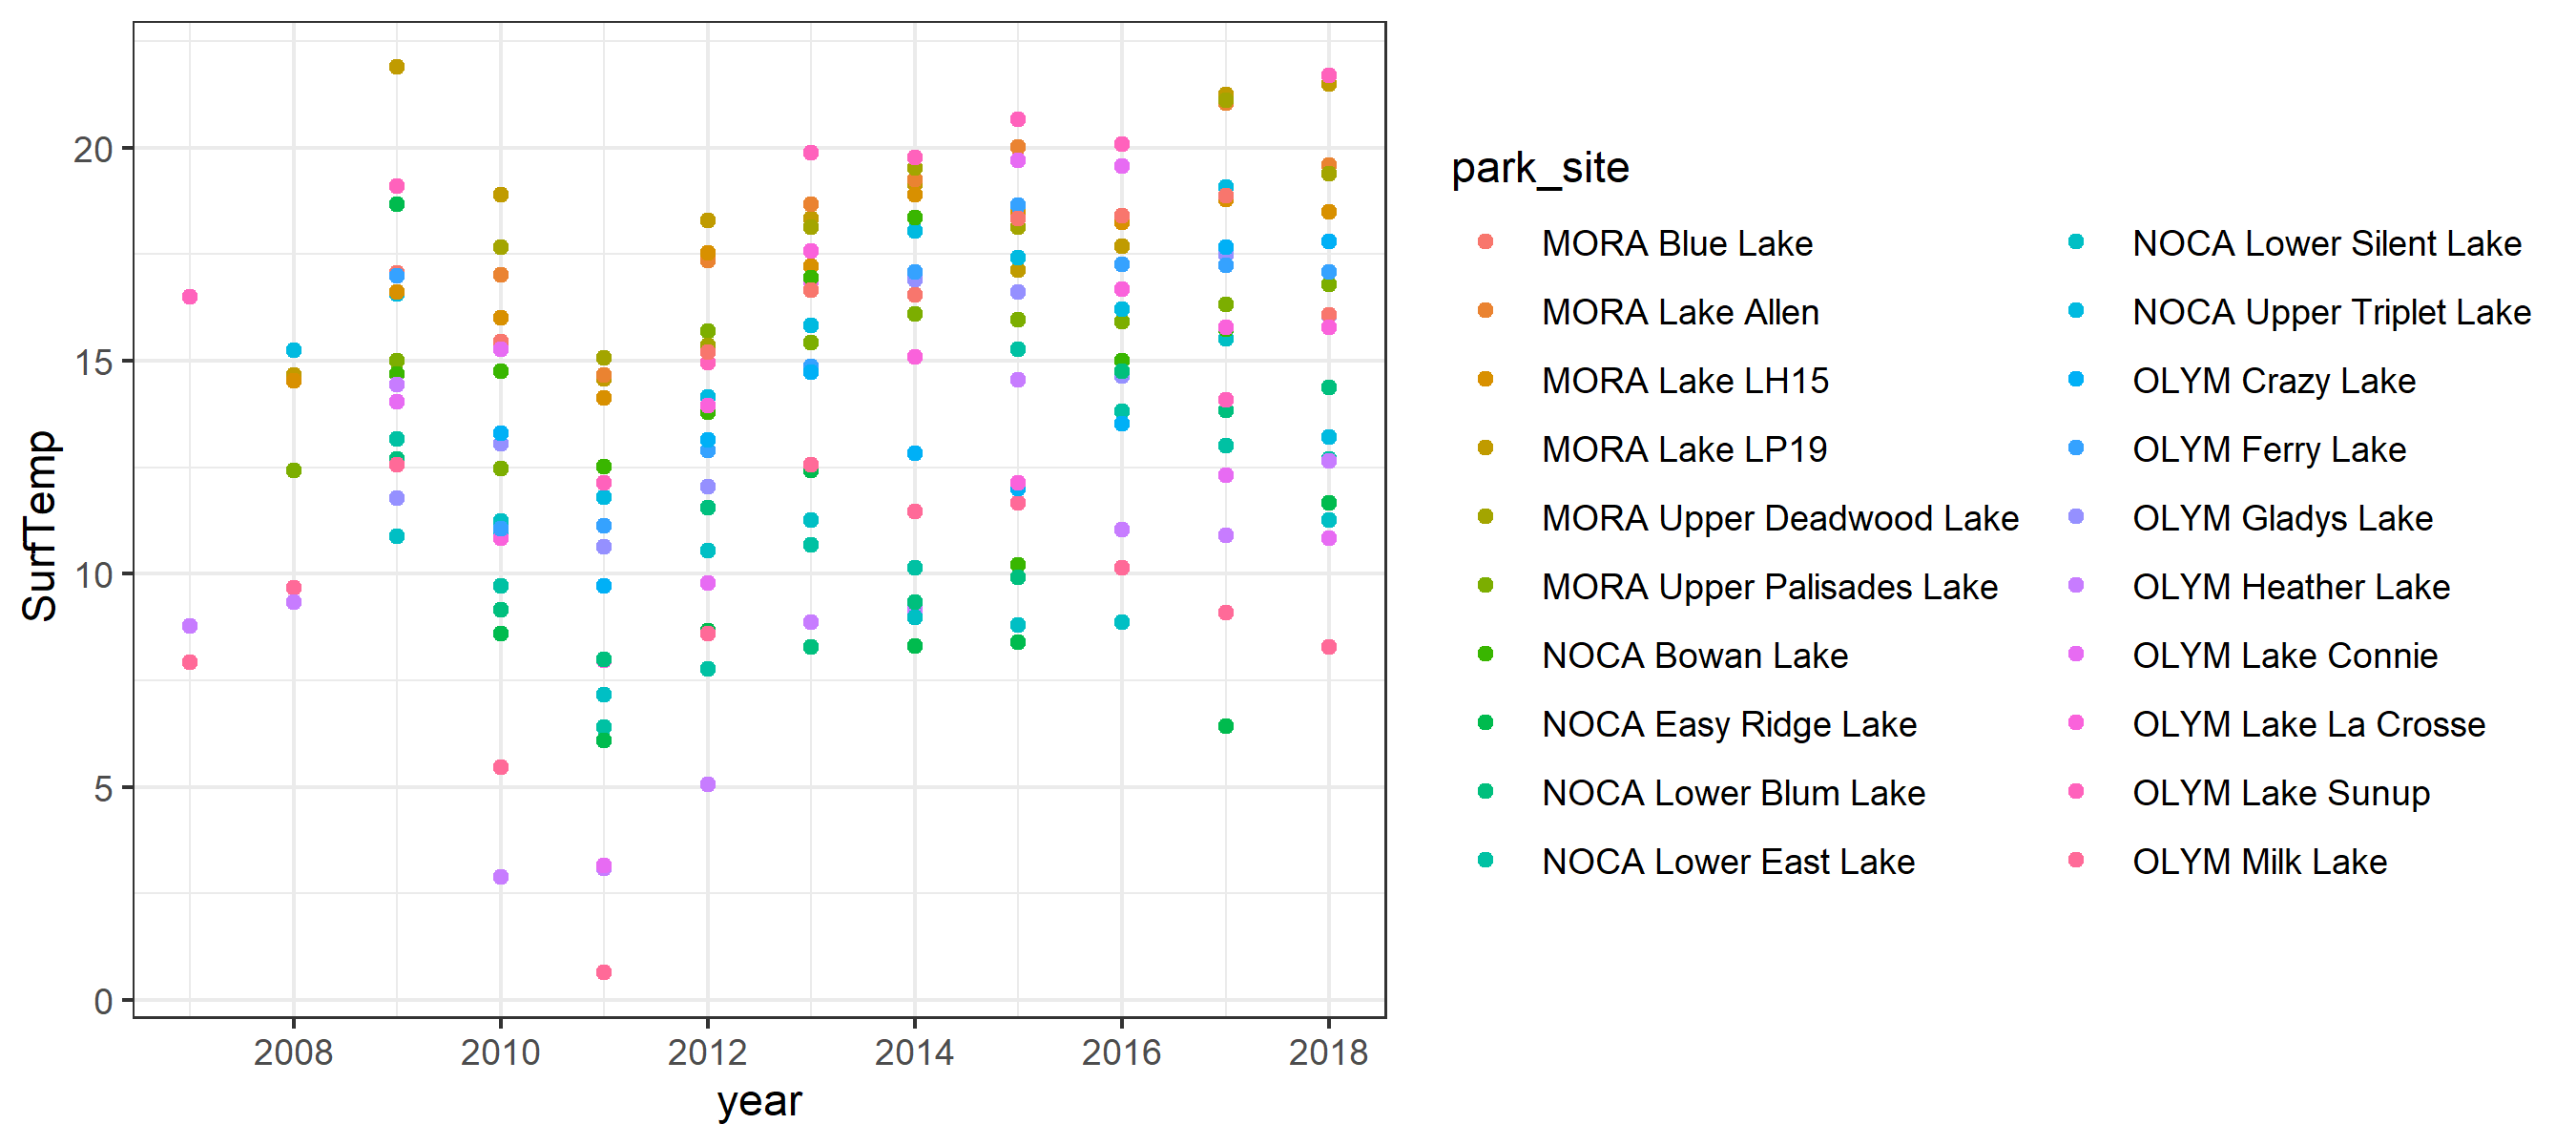 20
15
10
5
0
SurfTemp
2008
2010
2012
2014
2016
2018
year
park_site
MORA Blue Lake
MORA Lake Allen
MORA Lake LH15
MORA Lake LP19
MORA Upper Deadwood Lake
MORA Upper Palisades Lake
NOCA Bowan Lake
NOCA Easy Ridge Lake
NOCA Lower Blum Lake
NOCA Lower East Lake
NOCA Lower Silent Lake
NOCA Upper Triplet Lake
OLYM Crazy Lake
OLYM Ferry Lake
OLYM Gladys Lake
OLYM Heather Lake
OLYM Lake Connie
OLYM Lake La Crosse
OLYM Lake Sunup
OLYM Milk Lake